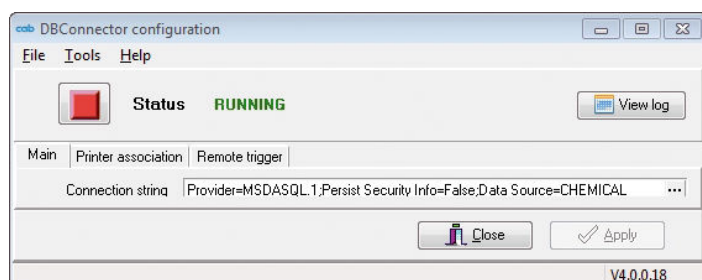 cab DBConnector configuration
File Tools Help
Status RUNNING View log
Main Printer association Remote trigger
Connection string Provider=MSDASQL.1;Persist Security Info=False;Data Source=CHEMICAL ...
Close Apply
V4.0.0.18